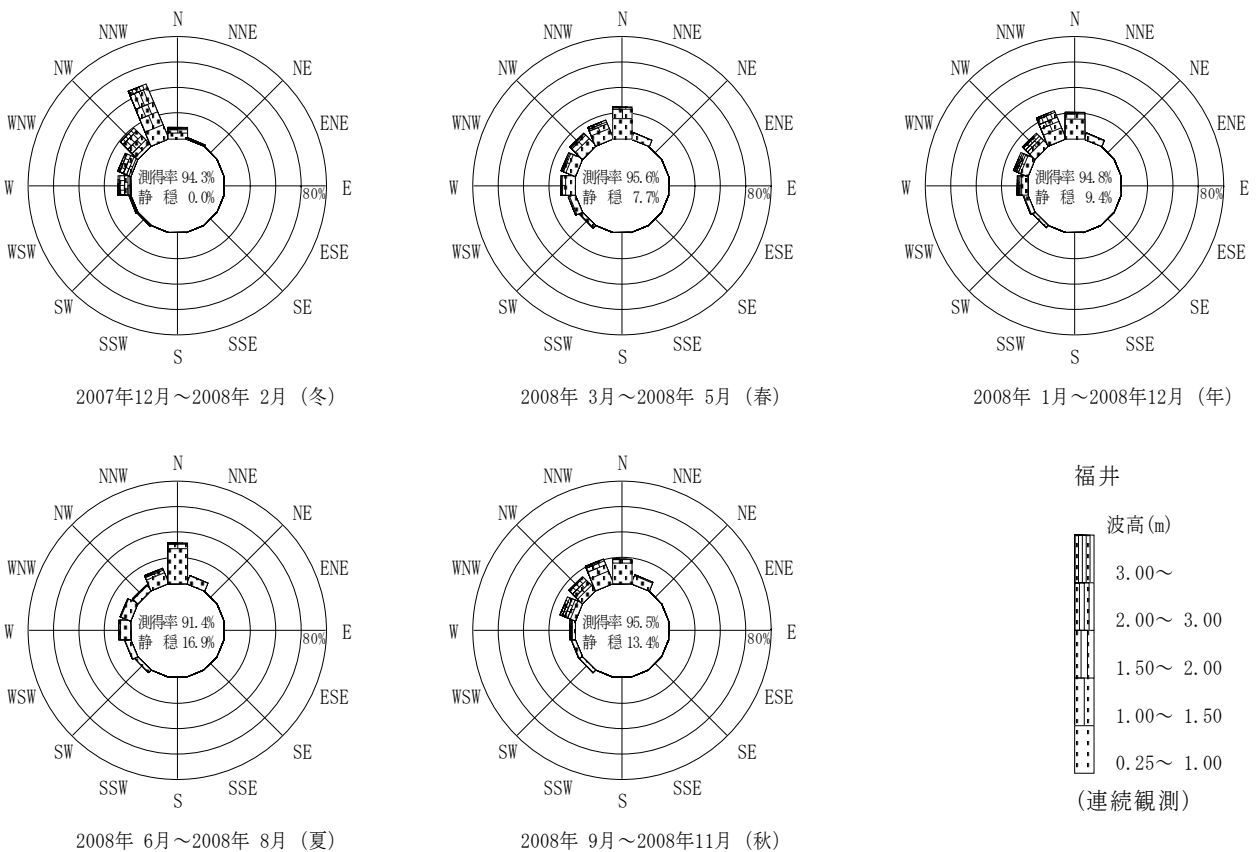 N
NNW NNE
NW NE
WNW ENE
測得率 94.3%
W 静 穏 0.0% 80% E
WSW ESE
SW SE
SSW SSE
S
2007年12月～2008年 2月 (冬)
N
NNW NNE
NW NE
WNW ENE
測得率 95.6%
W 静 穏 7.7% 80% E
WSW ESE
SW SE
SSW SSE
S
2008年 3月～2008年 5月 (春)
N
NNW NNE
NW NE
WNW ENE
測得率 94.8%
W 静 穏 9.4% 80% E
WSW ESE
SW SE
SSW SSE
S
2008年 1月～2008年12月 (年)
N
NNW NNE
NW NE
WNW ENE
測得率 91.4%
W 静 穏 16.9% 80% E
WSW ESE
SW SE
SSW SSE
S
2008年 6月～2008年 8月 (夏)
N
NNW NNE
NW NE
WNW ENE
測得率 95.5%
W 静 穏 13.4% 80% E
WSW ESE
SW SE
SSW SSE
S
2008年 9月～2008年11月 (秋)
福井
波高(m)
3.00～
2.00～ 3.00
1.50～ 2.00
1.00～ 1.50
0.25～ 1.00
(連続観測)